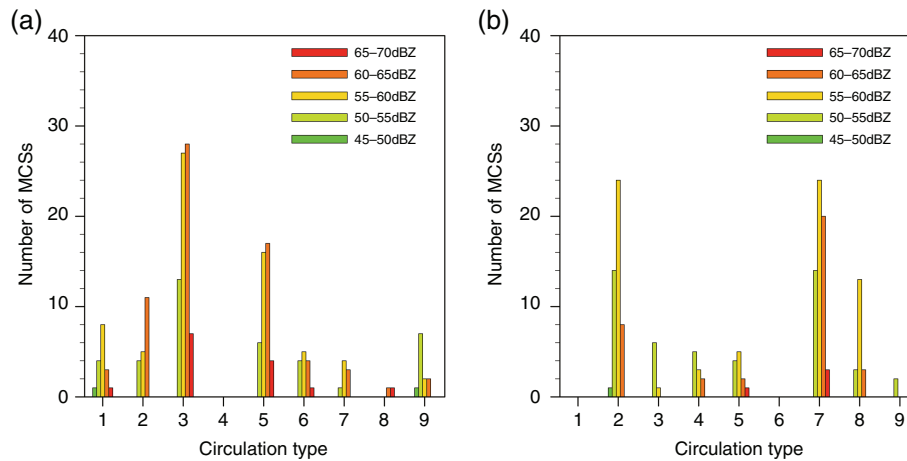 (a)
40
30
20
10
0
Number of MCSs
65–70dBZ
60–65dBZ
55–60dBZ
50–55dBZ
45–50dBZ
1 2 3 4 5 6 7 8 9
Circulation type
(b)
40
30
20
10
0
Number of MCSs
65–70dBZ
60–65dBZ
55–60dBZ
50–55dBZ
45–50dBZ
1 2 3 4 5 6 7 8 9
Circulation type